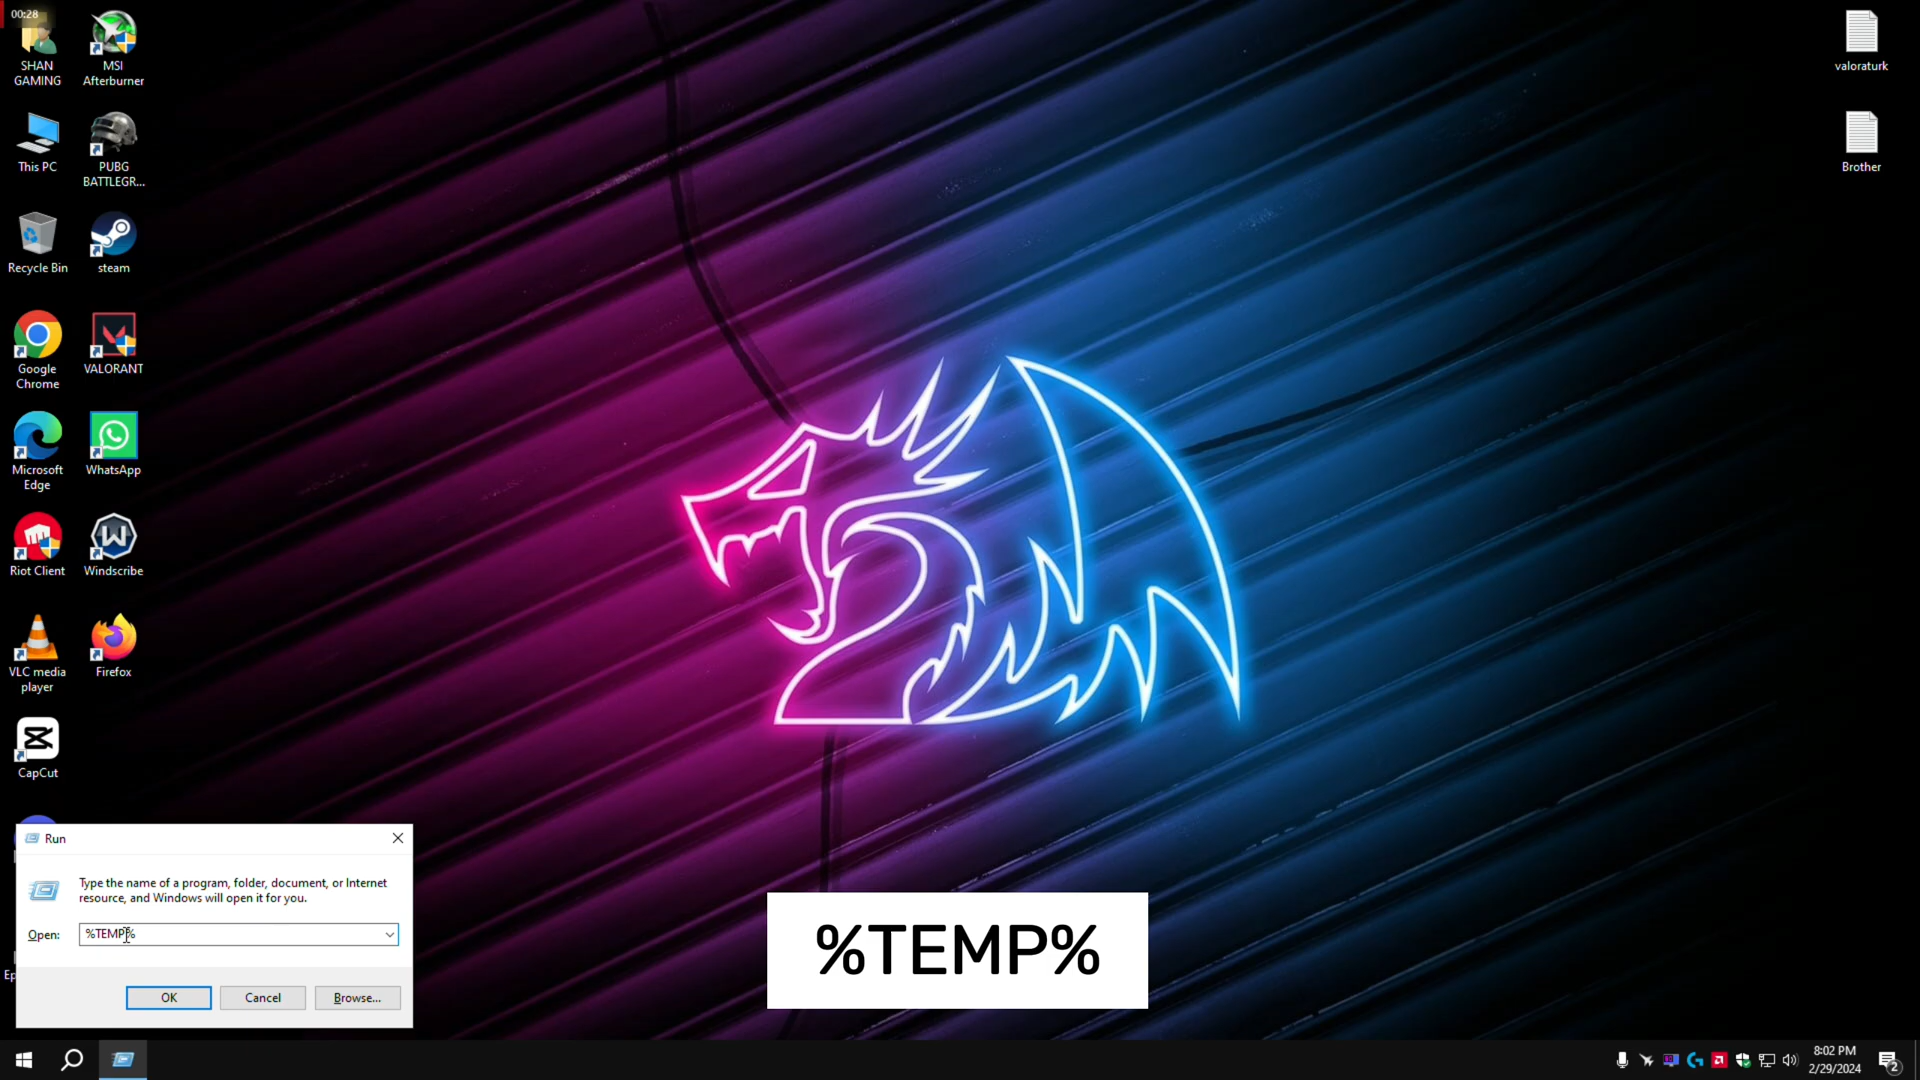 00:28
SHAN
GAMING
MSI
Afterburner
This PC
PUBG
BATTLEGR...
Recycle Bin
steam
Google
Chrome
VALORANT
Microsoft
Edge
WhatsApp
Riot Client
Windscribe
VLC media
player
Firefox
CapCut
Ep
valoraturk
Brother
Run
Type the name of a program, folder, document, or Internet
resource, and Windows will open it for you.
Open:
%TEMP%
OK
Cancel
Browse...
%TEMP%
8:02 PM
2/29/2024
2